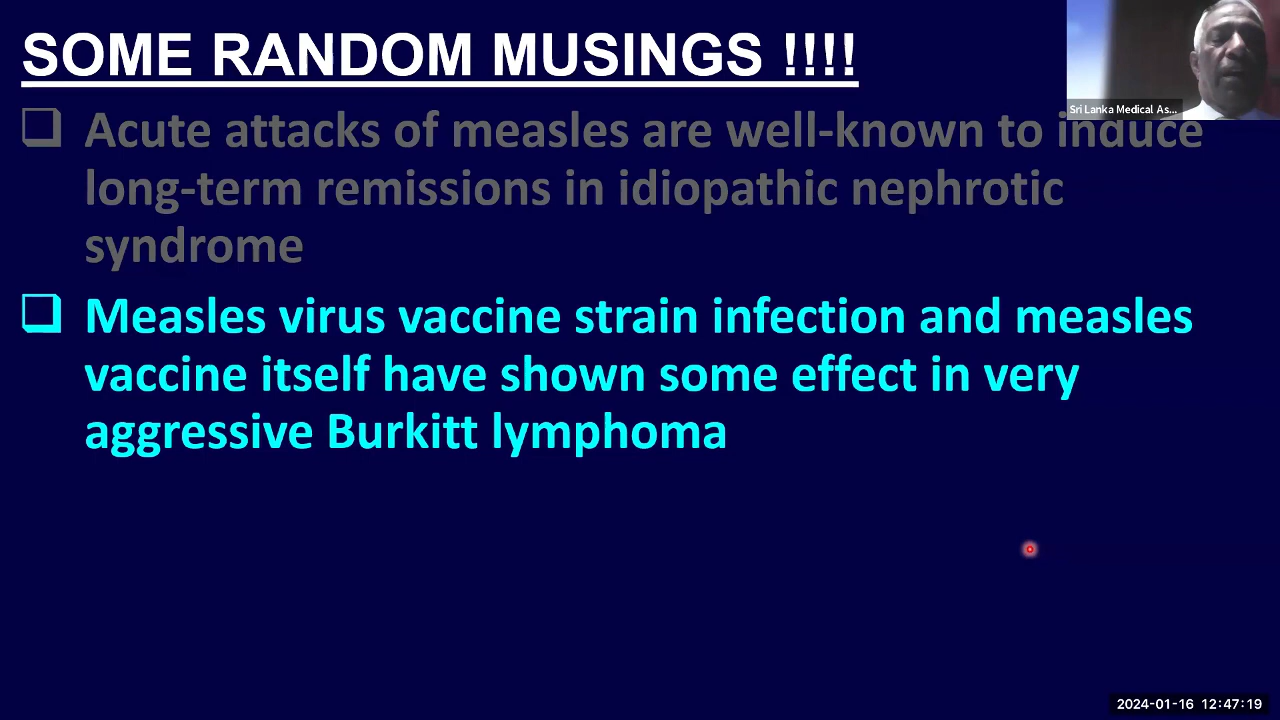 SOME RANDOM MUSINGS !!!!
Sri Lanka Medical As...
❑ Acute attacks of measles are well-known to induce
long-term remissions in idiopathic nephrotic
syndrome
❑ Measles virus vaccine strain infection and measles
vaccine itself have shown some effect in very
aggressive Burkitt lymphoma
2024-01-16 12:47:19